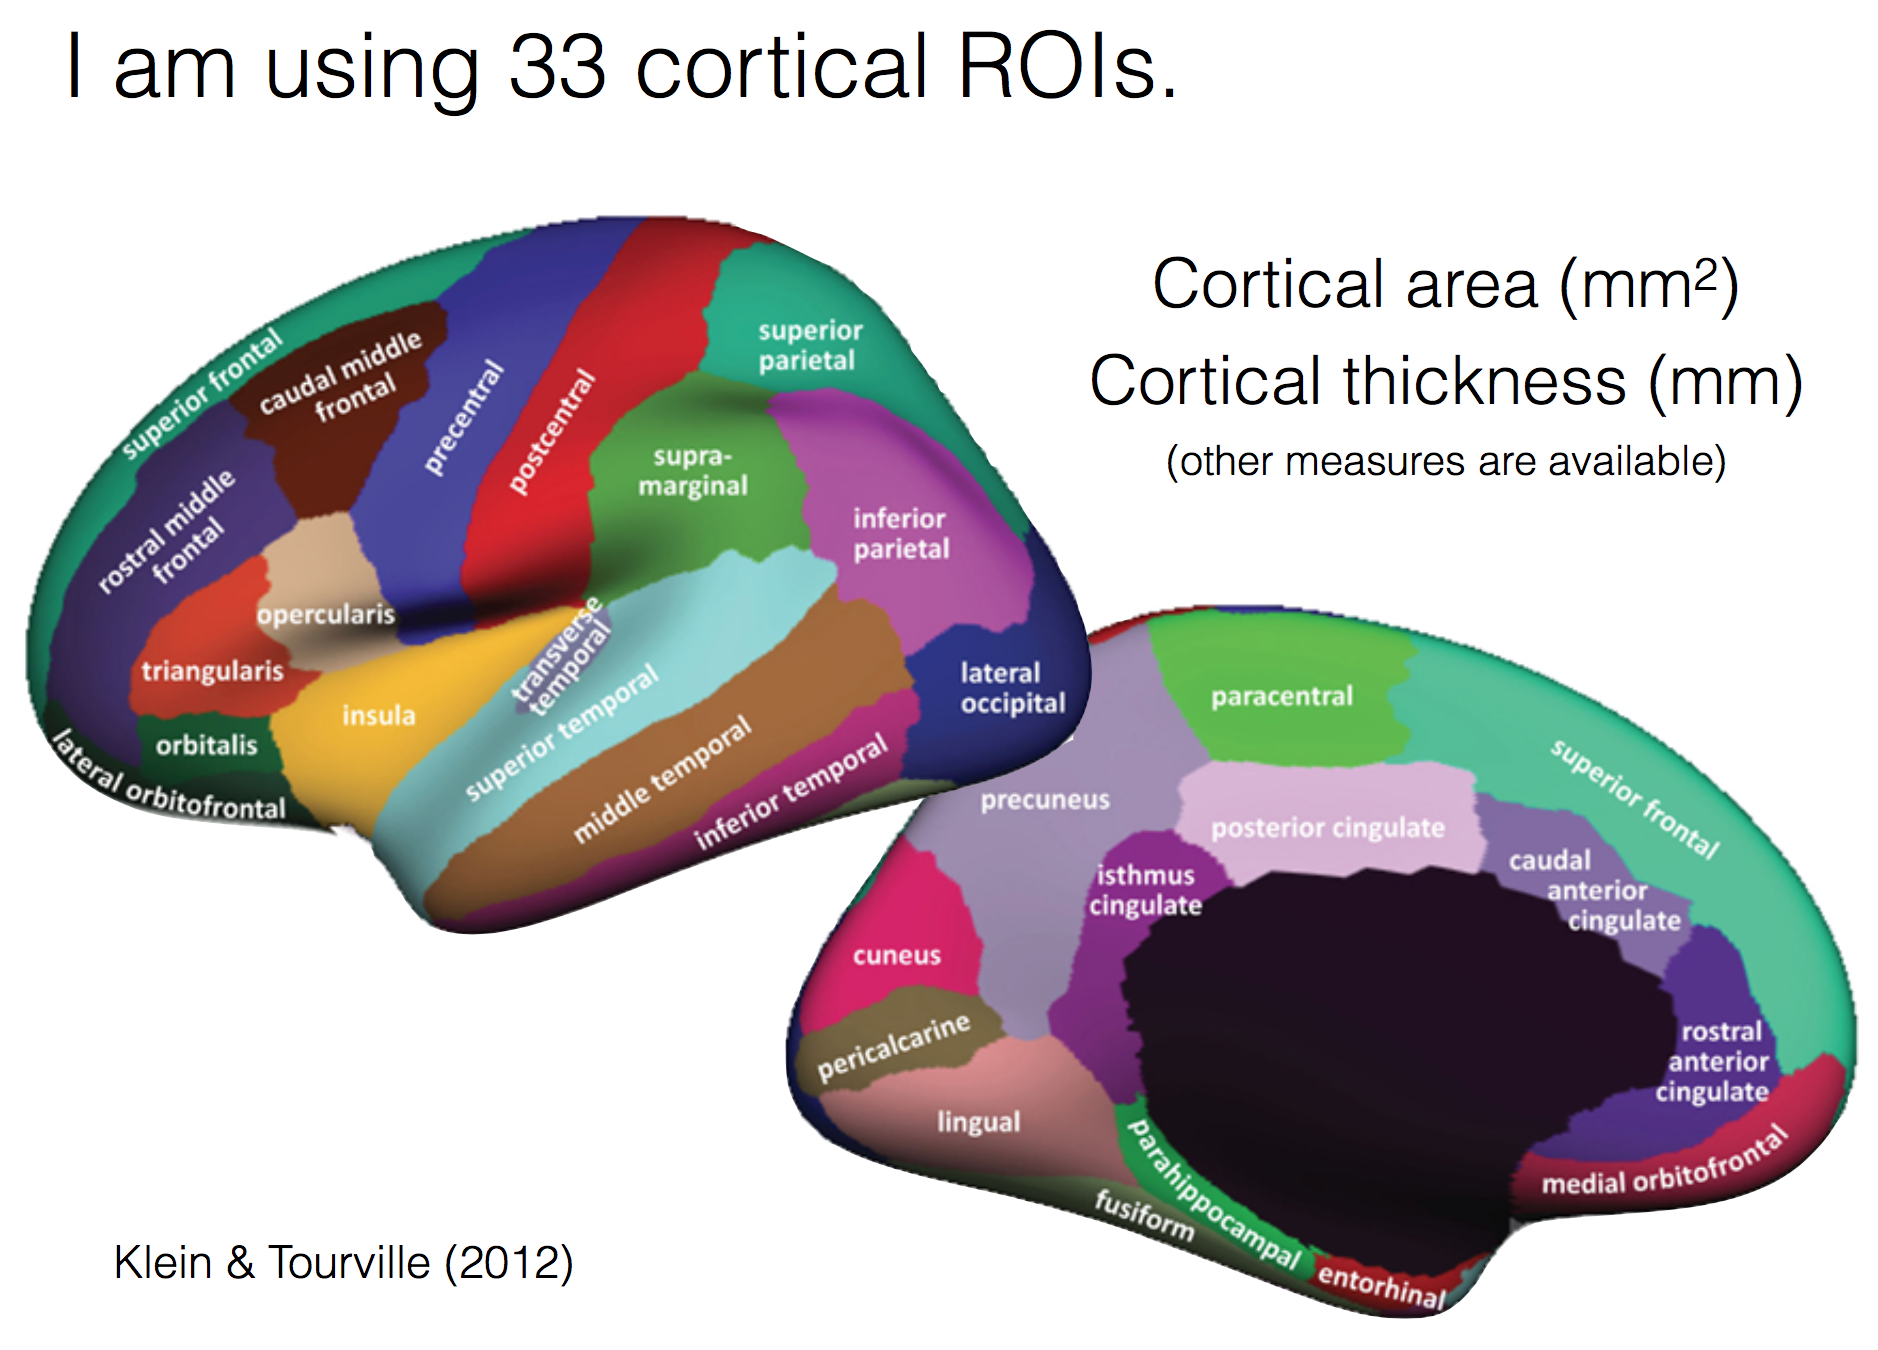 I am using 33 cortical ROIs.
Cortical area (mm²)
Cortical thickness (mm)
(other measures are available)
superior frontal
caudal middle
frontal
precentral
postcentral
superior
parietal
supra-
marginal
rostral middle
frontal
inferior
parietal
opercularis
triangularis
transverse
temporal
insula
superior temporal
lateral
occipital
orbitalis
lateral orbitofrontal
middle temporal
inferior temporal
paracentral
superior frontal
precuneus
posterior cingulate
isthmus
cingulate
caudal
anterior
cingulate
cuneus
pericalcarine
rostral
anterior
cingulate
lingual
parahippocampal
medial orbitofrontal
fusiform
entorhinal
Klein & Tourville (2012)